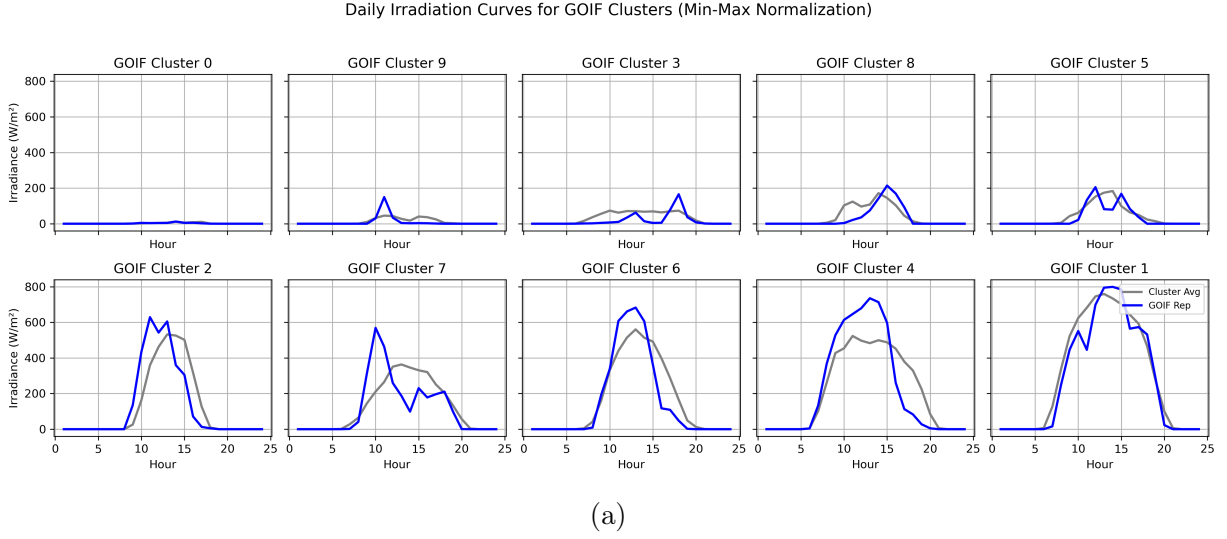 Daily Irradiation Curves for GOIF Clusters (Min-Max Normalization)
GOIF Cluster 0
GOIF Cluster 9
GOIF Cluster 3
GOIF Cluster 8
GOIF Cluster 5
Irradiance (W/m²)
800
600
400
200
0
Hour
Hour
Hour
Hour
Hour
GOIF Cluster 2
GOIF Cluster 7
GOIF Cluster 6
GOIF Cluster 4
GOIF Cluster 1
Irradiance (W/m²)
800
600
400
200
0
Cluster Avg
GOIF Rep
0 5 10 15 20 25
0 5 10 15 20 25
0 5 10 15 20 25
0 5 10 15 20 25
0 5 10 15 20 25
Hour
Hour
Hour
Hour
Hour
(a)